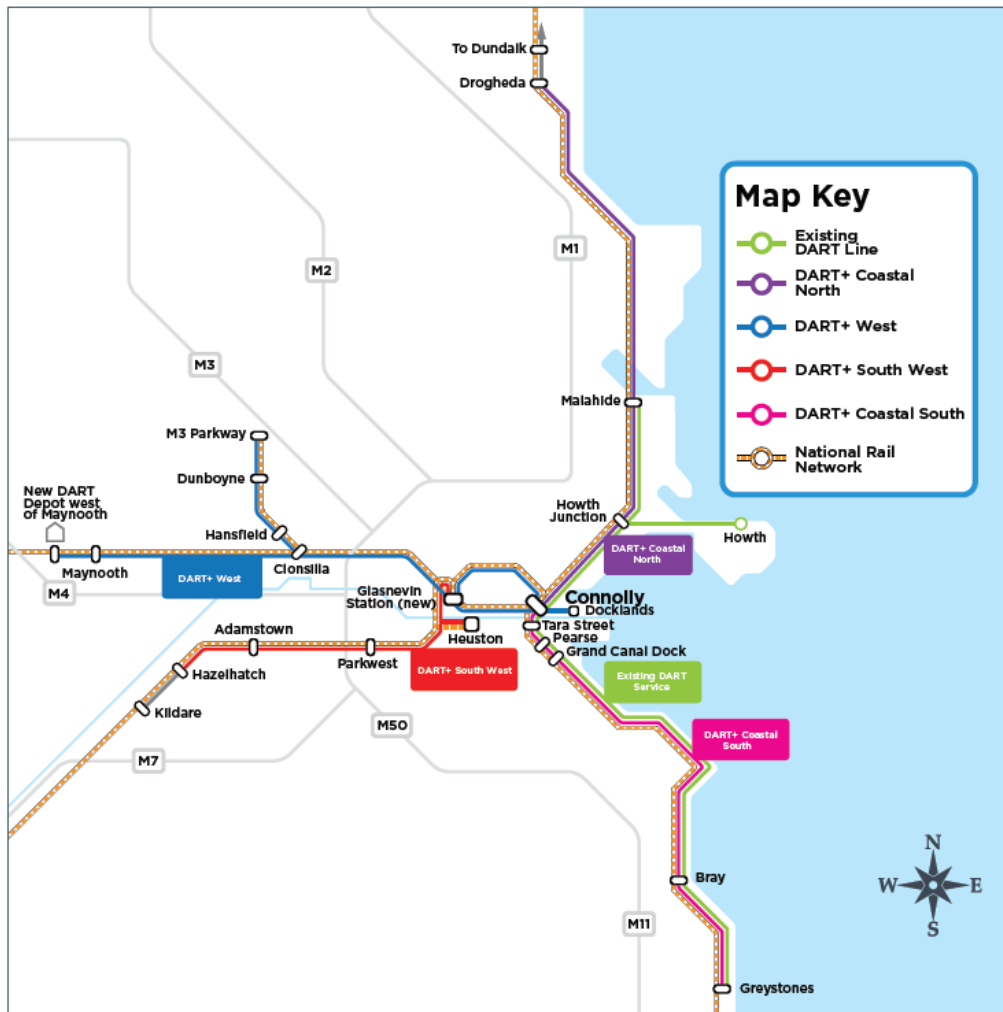 To Dundalk
Drogheda
M1
M2
M3
Map Key
Existing
DART Line
DART+ Coastal
North
DART+ West
DART+ South West
DART+ Coastal South
National Rail
Network
Malahide
M3 Parkway
Dunboyne
New DART
Depot west
of Maynooth
Hansfield
Howth
Junction
Howth
DART+ Coastal
North
Maynooth
Clonsilla
DART+ West
M4
Glasnevin
Station (new)
Connolly
Docklands
Tara Street
Pearse
Grand Canal Dock
Heuston
Adamstown
Parkwest
Hazelhatch
DART+ South West
Existing DART
Service
Kildare
M50
DART+ Coastal
South
M7
Bray
M11
Greystones
N
W
E
S